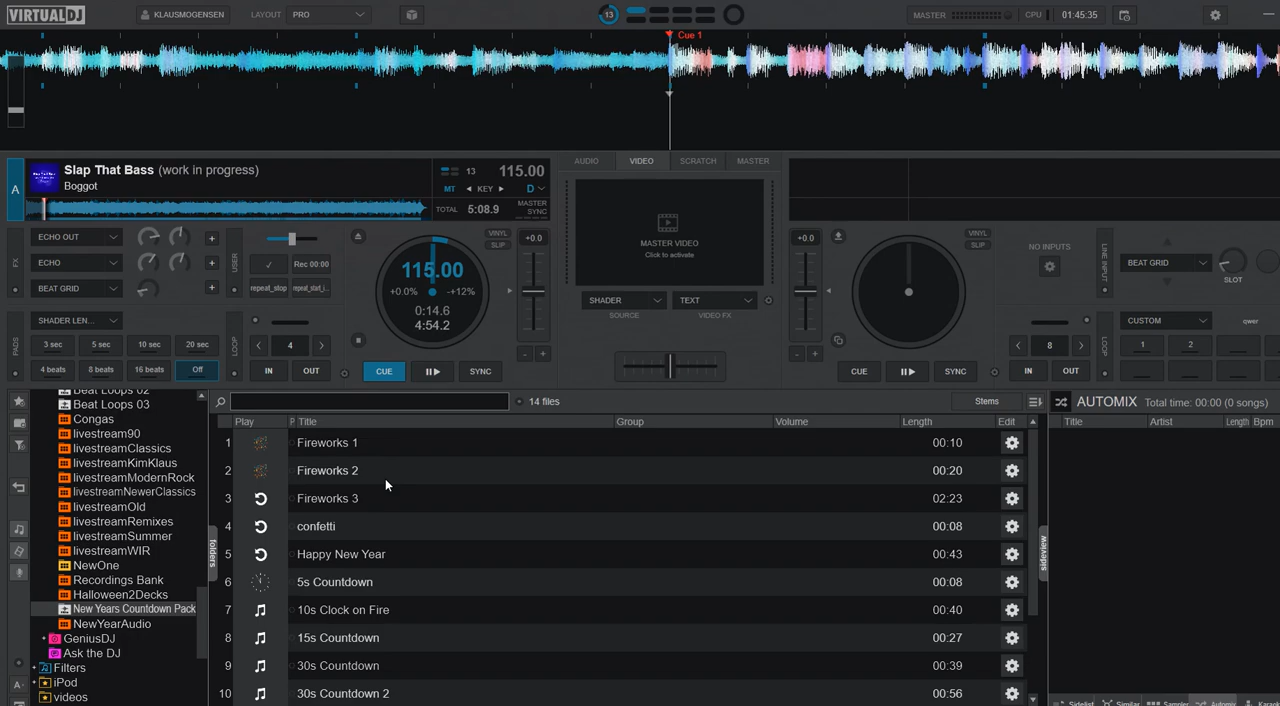 VIRTUALDJ
KLAUSMOGENSEN
LAYOUT PRO
13
MASTER
CPU
01:45:35
Cue 1
A
Slap That Bass (work in progress)
Boggot
13 115.00
MT KEY D
TOTAL 5:08.9 MASTER SYNC
AUDIO VIDEO SCRATCH MASTER
MASTER VIDEO
Click to activate
SHADER TEXT
SOURCE VIDEO FX
FX
ECHO OUT
ECHO
BEAT GRID
USER
Rec 00:00
repeat_stop repeat_start_i...
115.00
+0.0% -+12%
0:14.6
4:54.2
VINYL
SLIP
+0.0
- +
PADS
SHADER LEN...
3 sec 5 sec 10 sec 20 sec
4 beats 8 beats 16 beats Off
LOOP
4
IN OUT
CUE SYNC
+0.0
- +
VINYL
SLIP
CUE SYNC
NO INPUTS
LINE INPUT
BEAT GRID
SLOT
8
IN OUT
LOOP
CUSTOM qwer
1 2
Beat Loops 02
Beat Loops 03
Congas
livestream90
livestreamClassics
livestreamKimKlaus
livestreamModernRock
livestreamNewerClassics
livestreamOld
livestreamRemixes
livestreamSummer
livestreamWIR
NewOne
Recordings Bank
Halloween2Decks
New Years Countdown Pack
NewYearAudio
GeniusDJ
Ask the DJ
Filters
iPod
videos
folders
14 files
Stems
Play P Title Group Volume Length Edit
1 Fireworks 1 00:10
2 Fireworks 2 00:20
3 Fireworks 3 02:23
4 confetti 00:08
5 Happy New Year 00:43
6 5s Countdown 00:08
7 10s Clock on Fire 00:40
8 15s Countdown 00:27
9 30s Countdown 00:39
10 30s Countdown 2 00:56
sideview
AUTOMIX Total time: 00:00 (0 songs)
Title Artist Length Bpm
Sidelist Similar Sampler Automix Karaok